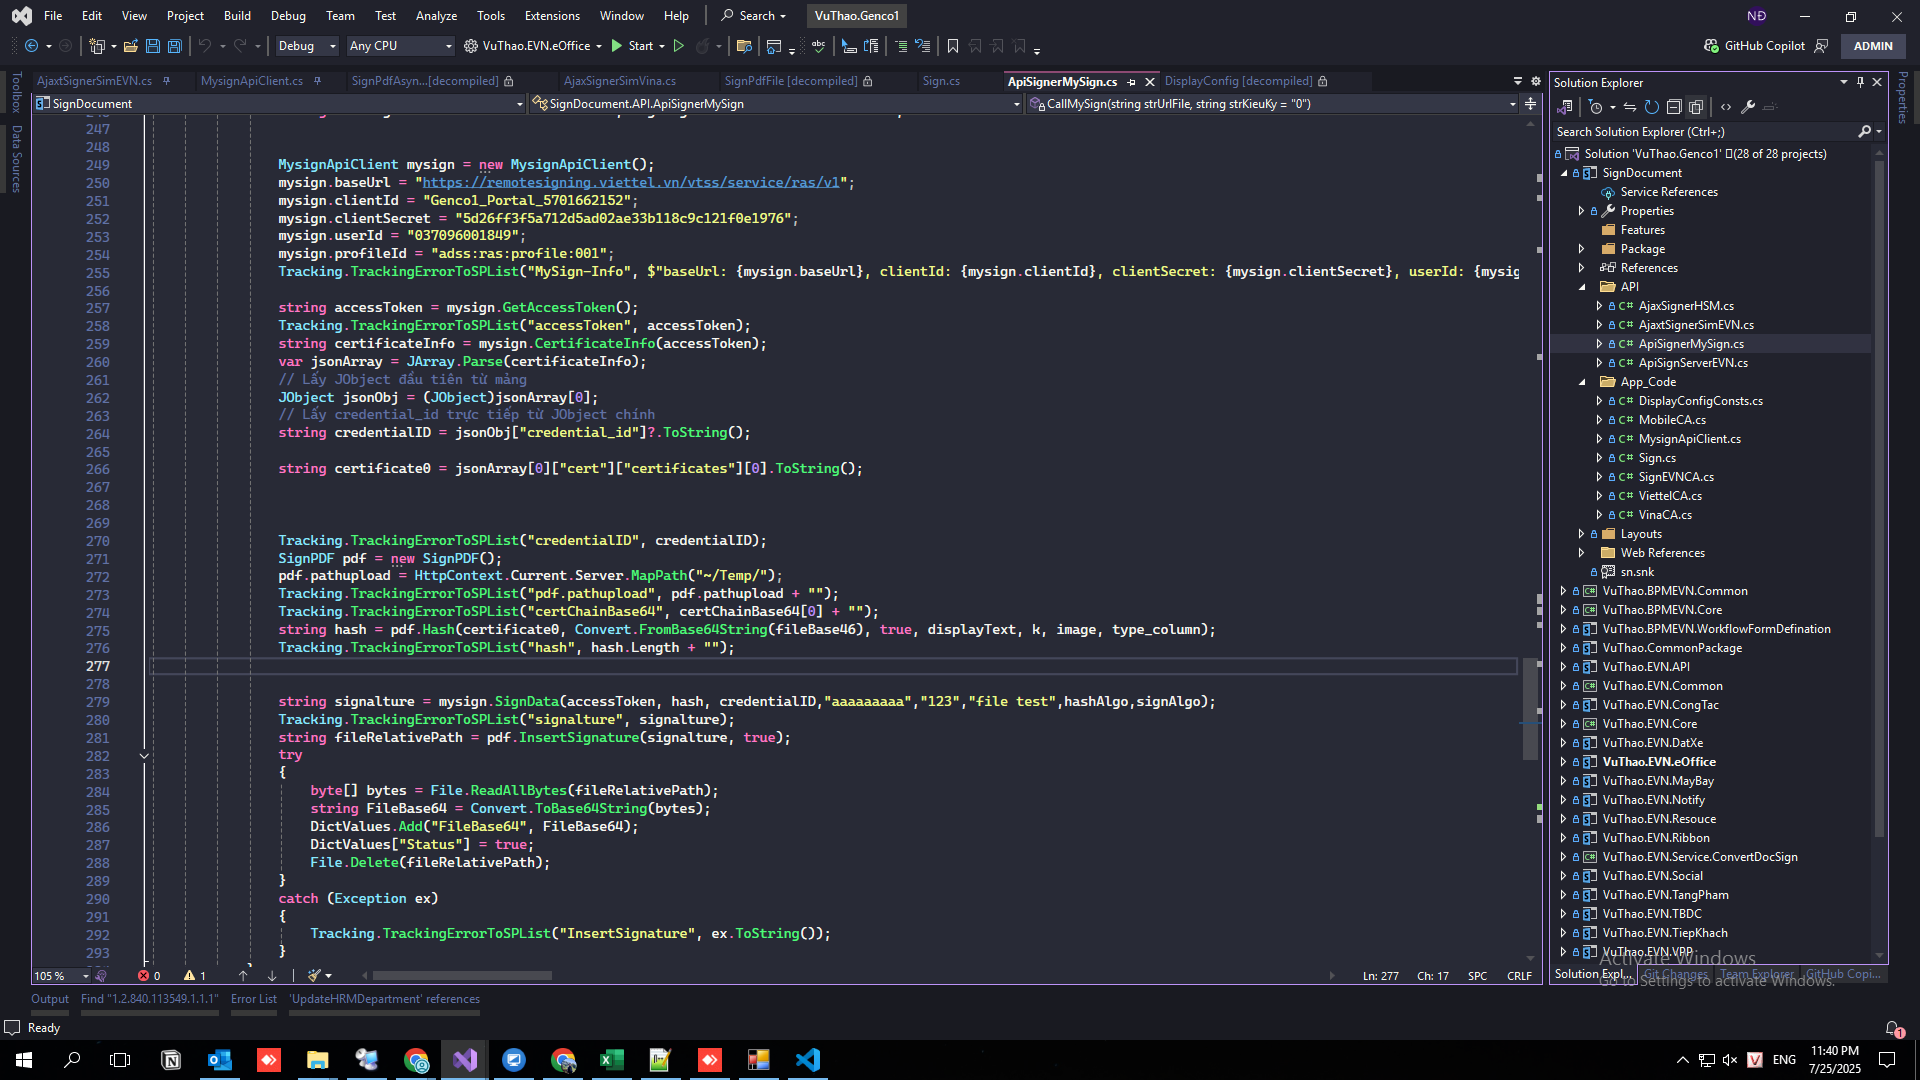 File Edit View Project Build Debug Team Test Analyze Tools Extensions Window Help Search VuThao.Genco1 NĐ
Debug Any CPU VuThao.EVN.eOffice Start GitHub Copilot ADMIN
Toolbox
Data Sources
AjaxtSignerSimEVN.cs MysignApiClient.cs SignPdfAsyn...[decompiled] AjaxtSignerSimVina.cs SignPdfFile [decompiled] Sign.cs ApiSignerMySign.cs DisplayConfig [decompiled]
SignDocument SignDocument.API.ApiSignerMySign CallMySign(string strUrlFile, string strKieuKy = "0")
247
248
249 MysignApiClient mysign = new MysignApiClient();
250 mysign.baseUrl = "https://remotesigning.viettel.vn/vtss/service/ras/v1";
251 mysign.clientId = "Genco1_Portal_5701662152";
252 mysign.clientSecret = "5d26ff3f5a712d5ad02ae33b118c9c121f0e1976";
253 mysign.userId = "037096001849";
254 mysign.profileId = "adss:ras:profile:001";
255 Tracking.TrackingErrorToSPList("MySign-Info", $"baseUrl: {mysign.baseUrl}, clientId: {mysign.clientId}, clientSecret: {mysign.clientSecret}, userId: {mysig
256
257 string accessToken = mysign.GetAccessToken();
258 Tracking.TrackingErrorToSPList("accessToken", accessToken);
259 string certificateInfo = mysign.CertificateInfo(accessToken);
260 var jsonArray = JArray.Parse(certificateInfo);
261 // Lấy JObject đầu tiên từ mảng
262 JObject jsonObj = (JObject)jsonArray[0];
263 // Lấy credential_id trực tiếp từ JObject chính
264 string credentialID = jsonObj["credential_id"]?.ToString();
265
266 string certificate0 = jsonArray[0]["cert"]["certificates"][0].ToString();
267
268
269
270 Tracking.TrackingErrorToSPList("credentialID", credentialID);
271 SignPDF pdf = new SignPDF();
272 pdf.pathupload = HttpContext.Current.Server.MapPath("~/Temp/");
273 Tracking.TrackingErrorToSPList("pdf.pathupload", pdf.pathupload + "");
274 Tracking.TrackingErrorToSPList("certChainBase64", certChainBase64[0] + "");
275 string hash = pdf.Hash(certificate0, Convert.FromBase64String(fileBase46), true, displayText, k, image, type_column);
276 Tracking.TrackingErrorToSPList("hash", hash.Length + "");
277
278
279 string signalture = mysign.SignData(accessToken, hash, credentialID,"aaaaaaaaa","123","file test",hashAlgo,signAlgo);
280 Tracking.TrackingErrorToSPList("signalture", signalture);
281 string fileRelativePath = pdf.InsertSignature(signalture, true);
282 try
283 {
284 byte[] bytes = File.ReadAllBytes(fileRelativePath);
285 string FileBase64 = Convert.ToBase64String(bytes);
286 DictValues.Add("FileBase64", FileBase64);
287 DictValues["Status"] = true;
288 File.Delete(fileRelativePath);
289 }
290 catch (Exception ex)
291 {
292 Tracking.TrackingErrorToSPList("InsertSignature", ex.ToString());
293 }
105 % 0 1 Ln: 277 Ch: 17 SPC CRLF
Output Find "1.2.840.113549.1.1.1" Error List 'UpdateHRMDepartment' references
Ready
Solution Explorer
Search Solution Explorer (Ctrl+;)
Solution 'VuThao.Genco1' (28 of 28 projects)
SignDocument
Service References
Properties
Features
Package
References
API
AjaxSignerHSM.cs
AjaxtSignerSimEVN.cs
ApiSignerMySign.cs
ApiSignServerEVN.cs
App_Code
DisplayConfigConsts.cs
MobileCA.cs
MysignApiClient.cs
Sign.cs
SignEVNCA.cs
ViettelCA.cs
VinaCA.cs
Layouts
Web References
sn.snk
VuThao.BPMEVN.Common
VuThao.BPMEVN.Core
VuThao.BPMEVN.WorkflowFormDefination
VuThao.CommonPackage
VuThao.EVN.API
VuThao.EVN.Common
VuThao.EVN.CongTac
VuThao.EVN.Core
VuThao.EVN.DatXe
VuThao.EVN.eOffice
VuThao.EVN.MayBay
VuThao.EVN.Notify
VuThao.EVN.Resouce
VuThao.EVN.Ribbon
VuThao.EVN.Service.ConvertDocSign
VuThao.EVN.Social
VuThao.EVN.TangPham
VuThao.EVN.TBDC
VuThao.EVN.TiepKhach
VuThao.EVN.VPP
Solution Expl... Git Changes Team Explorer GitHub Copi...
Activate Windows
Go to Settings to activate Windows.
Properties
ENG
11:40 PM
7/25/2025